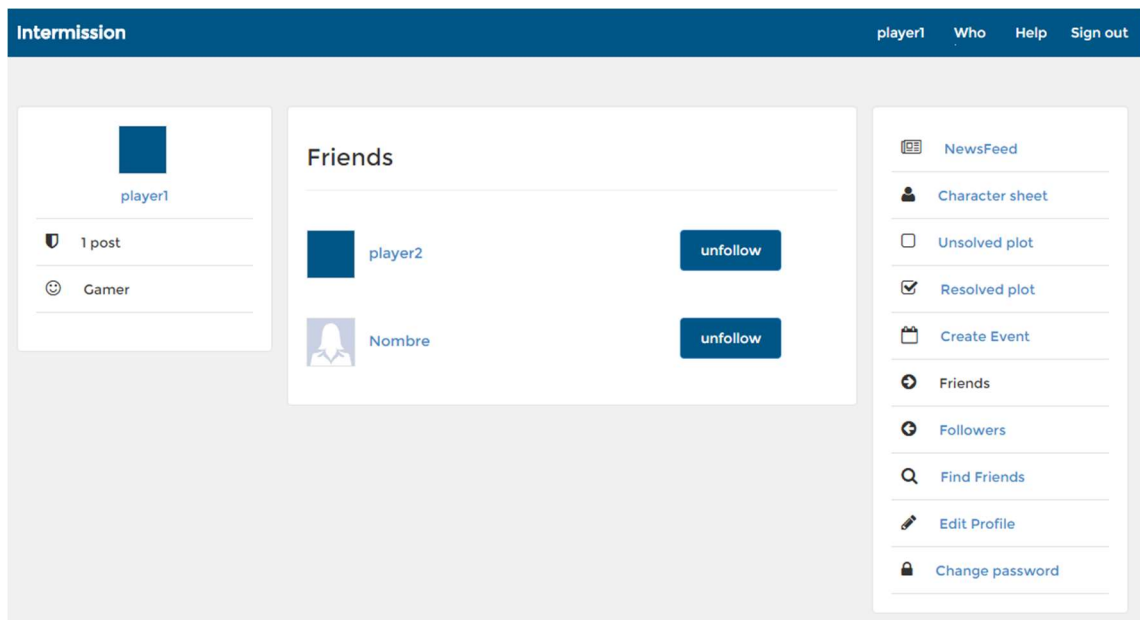 Intermission
player1 Who Help Sign out
player1
1 post
Gamer
Friends
player2 unfollow
Nombre unfollow
NewsFeed
Character sheet
Unsolved plot
Resolved plot
Create Event
Friends
Followers
Find Friends
Edit Profile
Change password